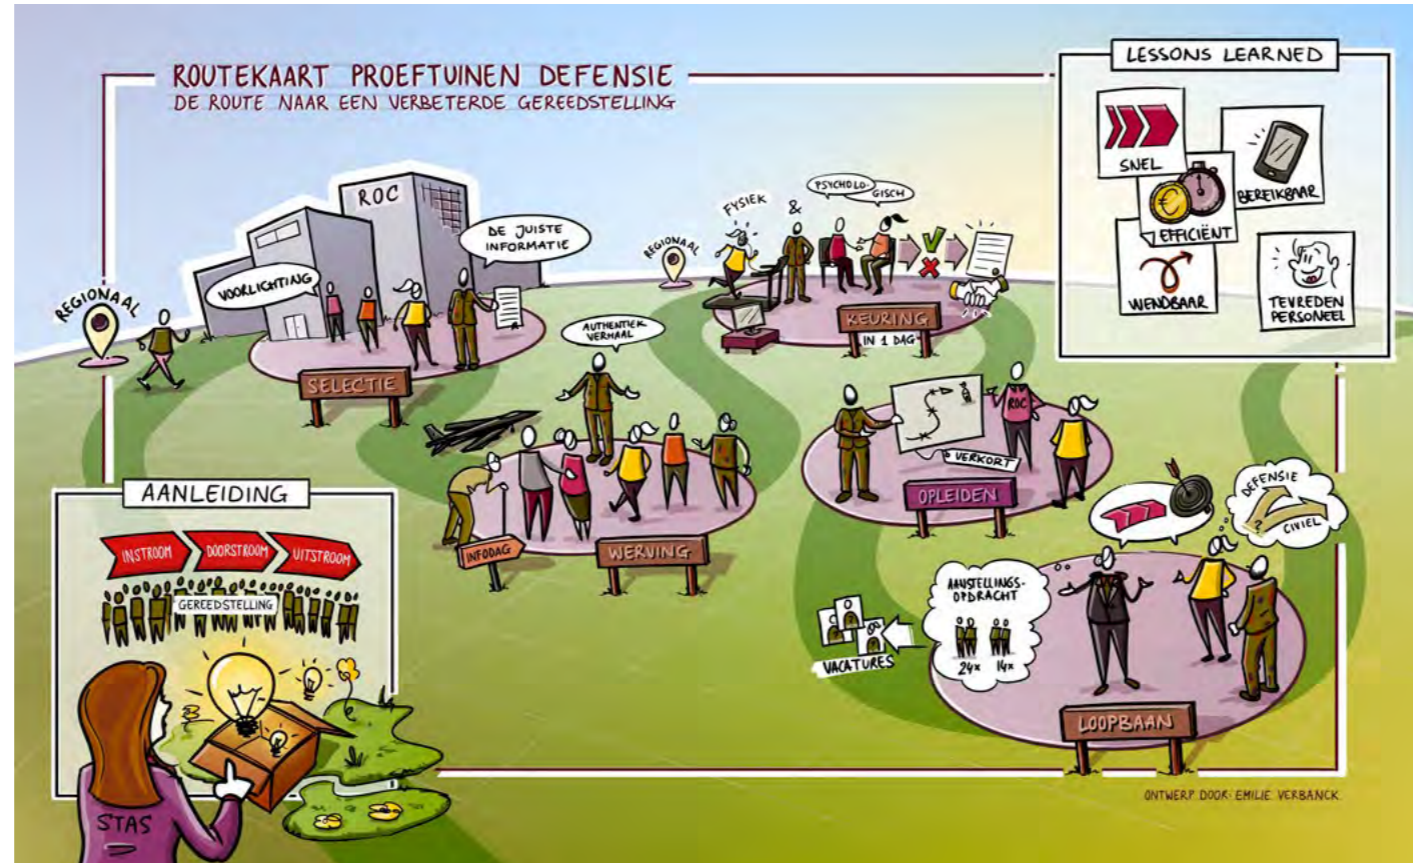 ROUTEKAART PROEFTUINEN DEFENSIE
DE ROUTE NAAR EEN VERBETERDE GEREEDSTELLING
LESSONS LEARNED
SNEL
BEREIKBAAR
EFFICIËNT
€
WENDBAAR
TEVREDEN
PERSONEEL
REGIONAAL
ROC
VOORLICHTING
DE JUISTE
INFORMATIE
SELECTIE
REGIONAAL
FYSIEK
&
PSYCHOLO-
GISCH
KEURING
IN 1 DAG
AUTHENTIEK
VERHAAL
INFODAG
WERVING
ROC
VERKORT
OPLEIDEN
AANLEIDING
INSTROOM
DOORSTROOM
UITSTROOM
GEREEDSTELLING
STAS
DEFENSIE
?
CIVIEL
AANSTELLINGS-
OPDRACHT
24x 14x
VACATURES
LOOPBAAN
ONTWERP DOOR: EMILIE VERBANCK